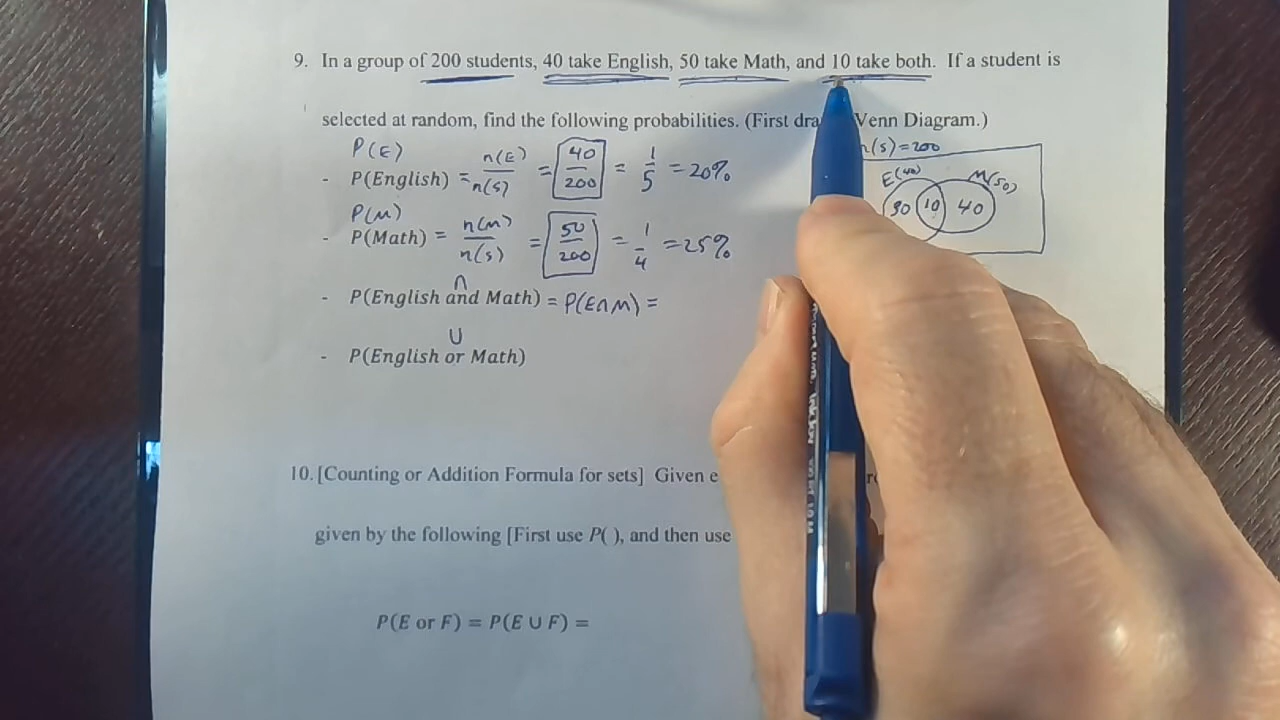 9. In a group of 200 students, 40 take English, 50 take Math, and 10 take both. If a student is
selected at random, find the following probabilities. (First Venn Diagram.)
P(E)
- P(English) = n(E)/n(s) = 40/200 = 1/5 = 20%
P(M)
- P(Math) = n(M)/n(s) = 50/200 = 1/4 = 25%
∩
- P(English and Math) = P(E∩M) =
∪
- P(English or Math)
(s)=200
E(40) M(50)
30 10 40
10. [Counting or Addition Formula for sets] Given
given by the following [First use P( ), and then use
P(E or F) = P(E ∪ F) =